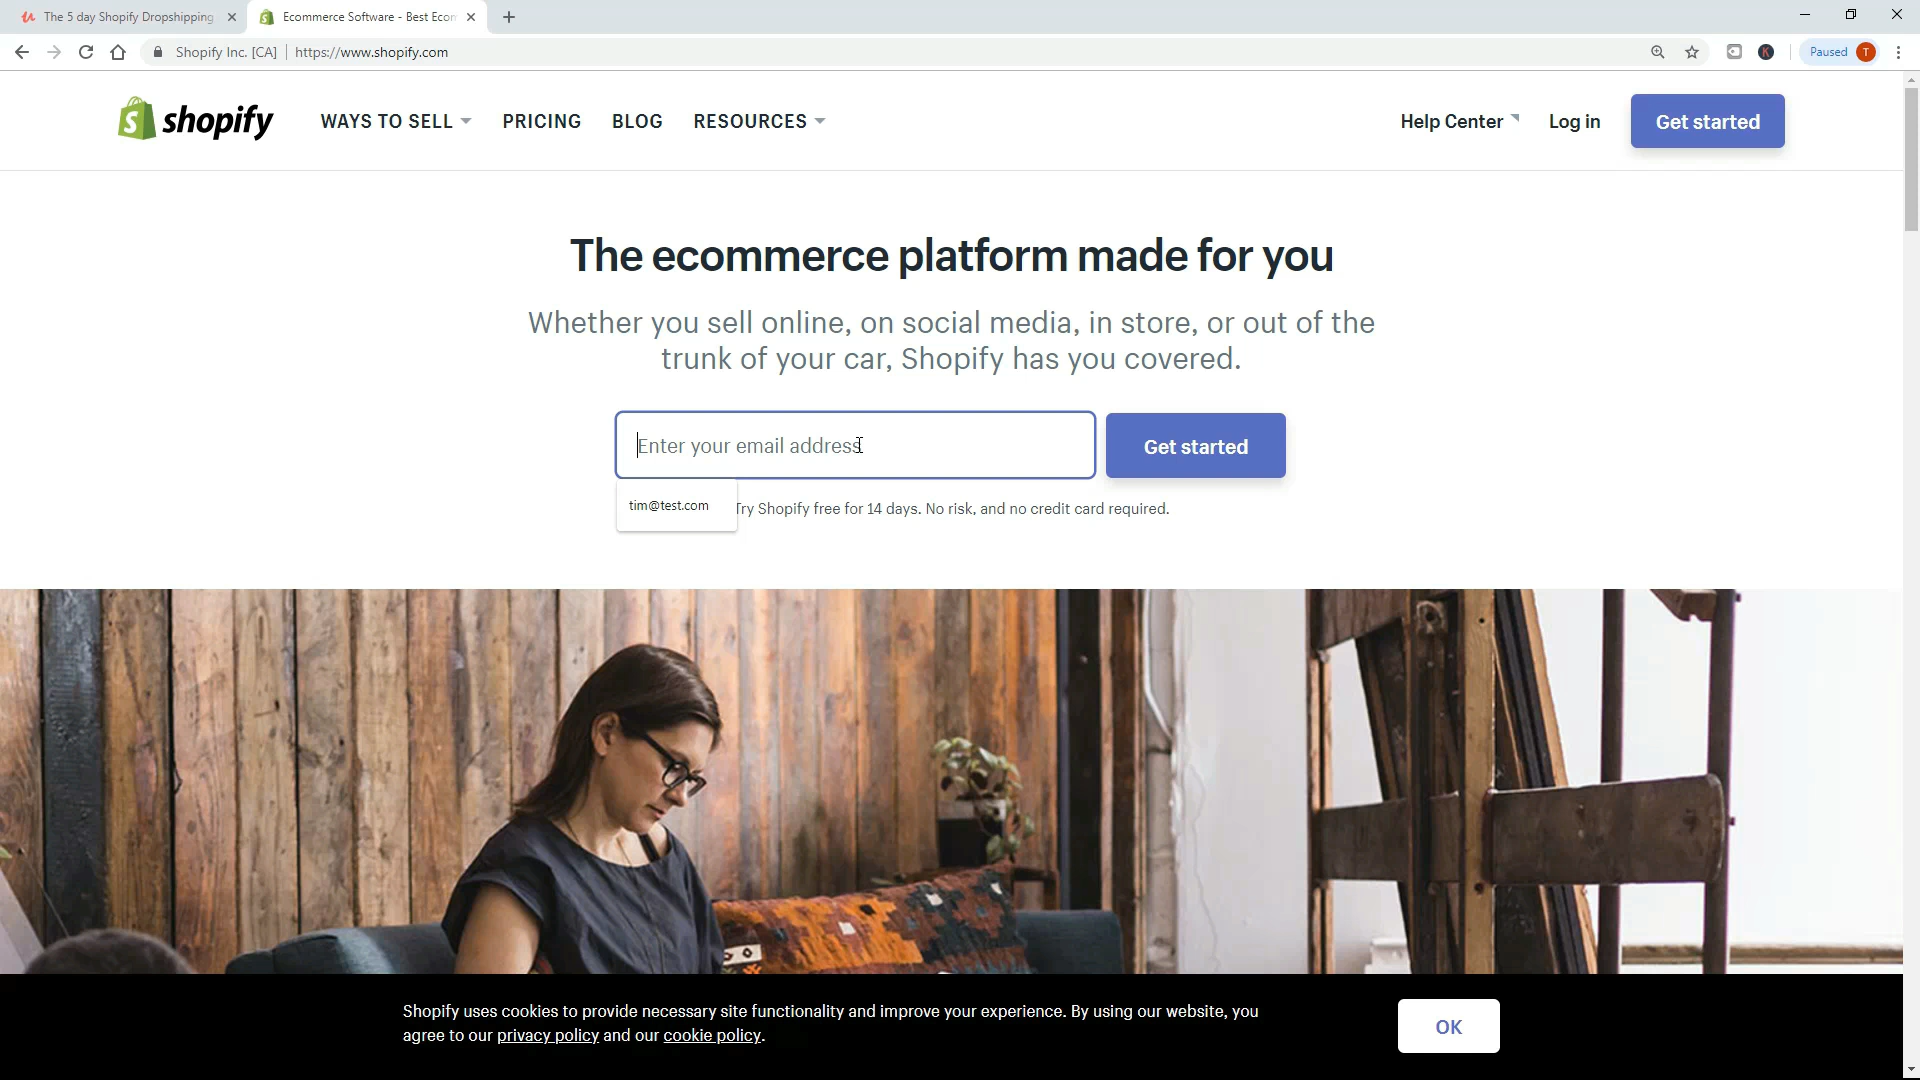 The 5 day Shopify Dropshipping
Ecommerce Software - Best Ecom
Shopify Inc. [CA] | https://www.shopify.com
Paused T
shopify
WAYS TO SELL PRICING BLOG RESOURCES
Help Center Log in Get started
The ecommerce platform made for you
Whether you sell online, on social media, in store, or out of the
trunk of your car, Shopify has you covered.
Enter your email address
Get started
tim@test.com
Try Shopify free for 14 days. No risk, and no credit card required.
Shopify uses cookies to provide necessary site functionality and improve your experience. By using our website, you
agree to our privacy policy and our cookie policy.
OK